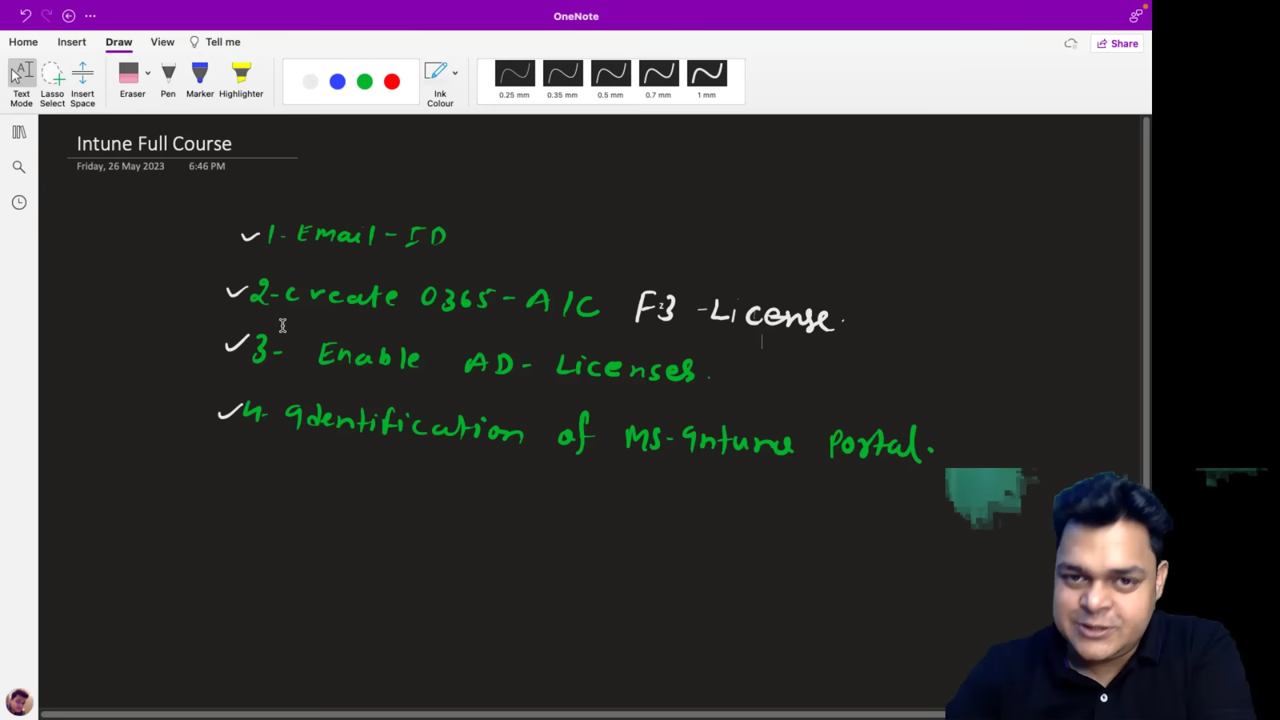 OneNote
Home Insert Draw View Tell me
Share
Text Mode
Lasso Select
Insert Space
Eraser
Pen
Marker
Highlighter
Ink Colour
0.25 mm
0.35 mm
0.5 mm
0.7 mm
1 mm
Intune Full Course
Friday, 26 May 2023 6:46 PM
1- Email-ID
2-create O365-A/C F3-License.
3- Enable AD-Licenses.
4- Identification of MS-Intune portal.